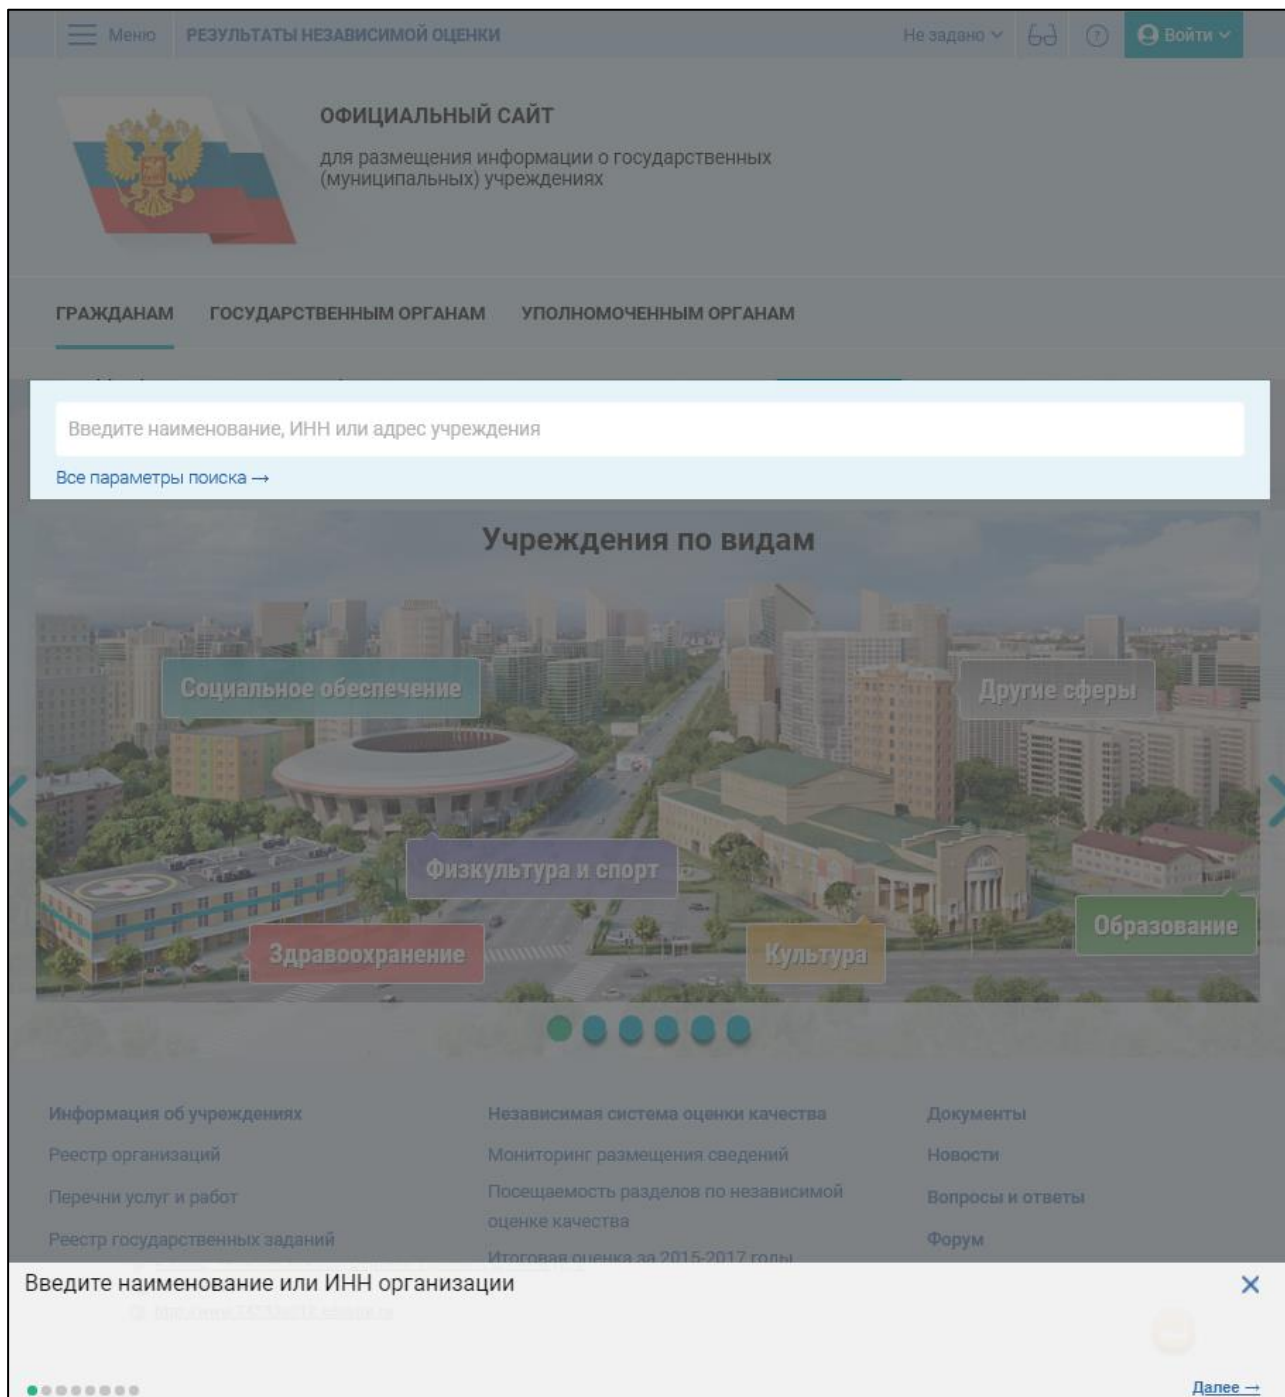 Меню
РЕЗУЛЬТАТЫ НЕЗАВИСИМОЙ ОЦЕНКИ
Не задано
Войти
ОФИЦИАЛЬНЫЙ САЙТ
для размещения информации о государственных
(муниципальных) учреждениях
ГРАЖДАНАМ
ГОСУДАРСТВЕННЫМ ОРГАНАМ
УПОЛНОМОЧЕННЫМ ОРГАНАМ
Введите наименование, ИНН или адрес учреждения
Все параметры поиска →
Учреждения по видам
Социальное обеспечение
Другие сферы
Физкультура и спорт
Образование
Здравоохранение
Культура
Информация об учреждениях
Реестр организаций
Перечни услуг и работ
Реестр государственных заданий
Независимая система оценки качества
Мониторинг размещения сведений
Посещаемость разделов по независимой
оценке качества
Итоговая оценка за 2015-2017 годы
Документы
Новости
Вопросы и ответы
Форум
Введите наименование или ИНН организации
Далее →